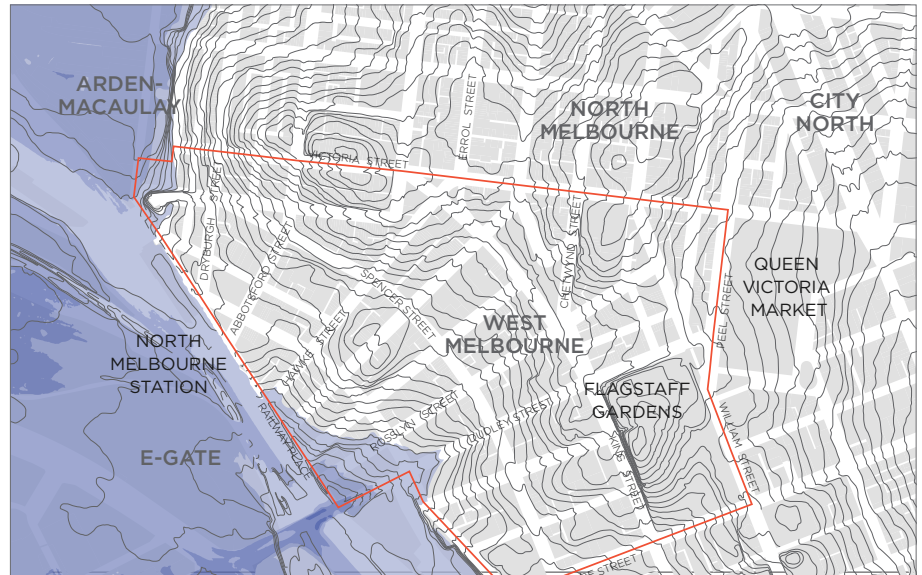 ARDEN-
MACAULAY
NORTH
MELBOURNE
CITY
NORTH
ERROL STREET
VICTORIA STREET
DRYBURGH STREE
ABBOTSFORD STREET
CHETWYND STREET
SPENCER STREET
HAWKE STREET
PEEL STREET
QUEEN
VICTORIA
MARKET
WEST
MELBOURNE
NORTH
MELBOURNE
STATION
FLAGSTAFF
GARDENS
ROSSLYN STREET
DUDLEY STREET
RAILWAY PLACE
KING STREET
WILLIAM STREET
E-GATE
STREET